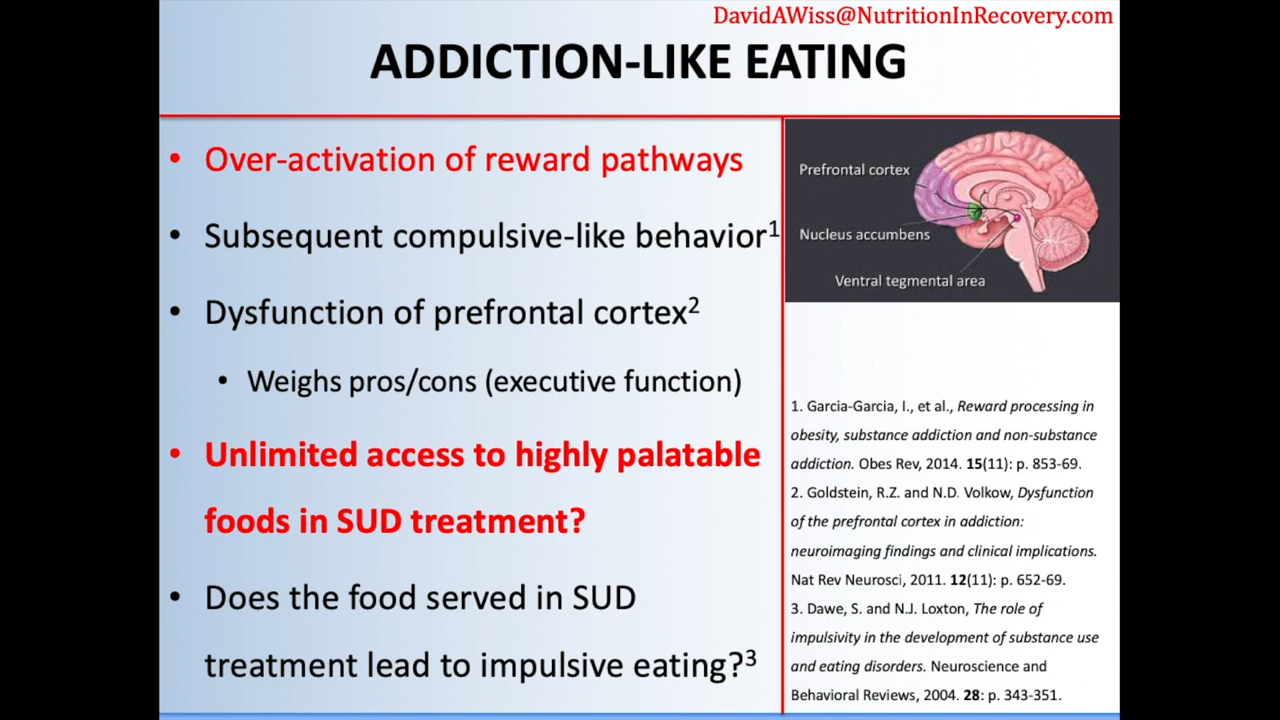 DavidAWiss@NutritionInRecovery.com
ADDICTION-LIKE EATING
• Over-activation of reward pathways
• Subsequent compulsive-like behavior¹
• Dysfunction of prefrontal cortex²
• Weighs pros/cons (executive function)
• Unlimited access to highly palatable
foods in SUD treatment?
• Does the food served in SUD
treatment lead to impulsive eating?³
Prefrontal cortex
Nucleus accumbens
Ventral tegmental area
1. Garcia-Garcia, I., et al., Reward processing in
obesity, substance addiction and non-substance
addiction. Obes Rev, 2014. 15(11): p. 853-69.
2. Goldstein, R.Z. and N.D. Volkow, Dysfunction
of the prefrontal cortex in addiction:
neuroimaging findings and clinical implications.
Nat Rev Neurosci, 2011. 12(11): p. 652-69.
3. Dawe, S. and N.J. Loxton, The role of
impulsivity in the development of substance use
and eating disorders. Neuroscience and
Behavioral Reviews, 2004. 28: p. 343-351.